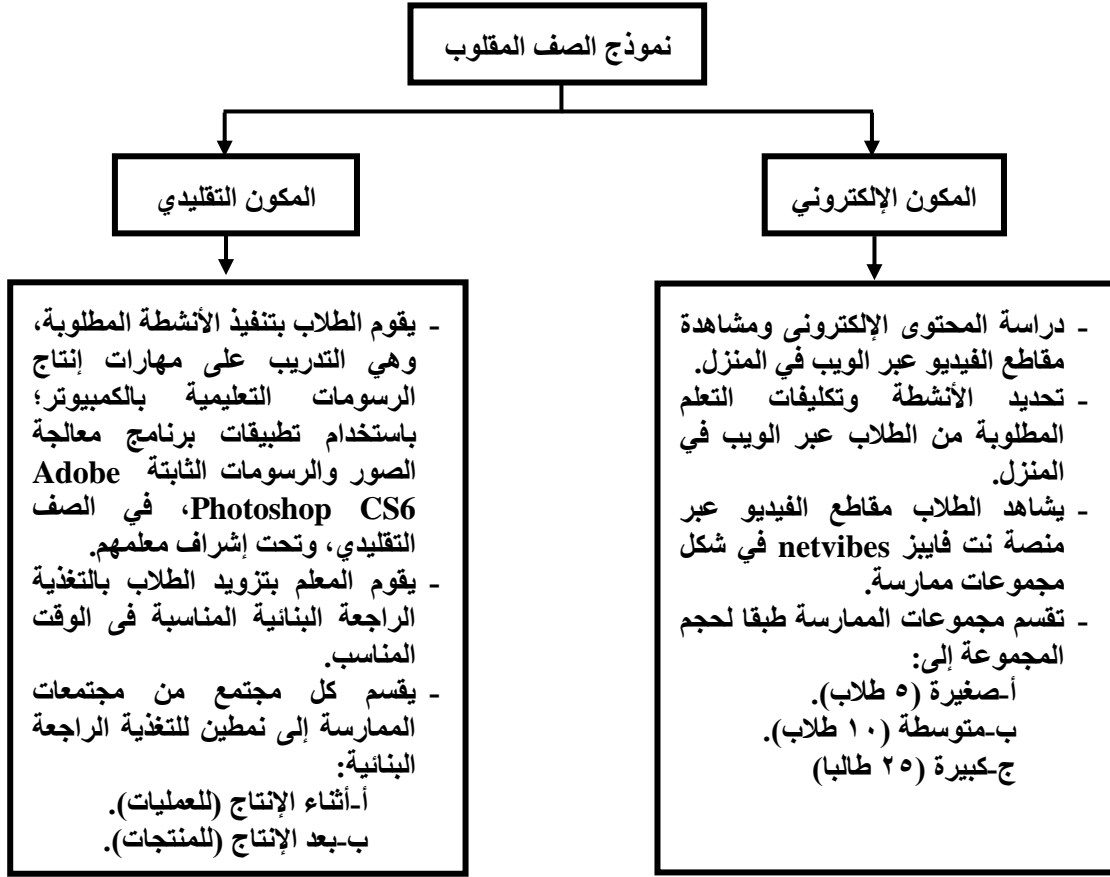 نموذج الصف المقلوب
المكون الإلكتروني
المكون التقليدي
- دراسة المحتوى الإلكترونى ومشاهدة
مقاطع الفيديو عبر الويب في المنزل.
- تحديد الأنشطة وتكليفات التعلم
المطلوبة من الطلاب عبر الويب في
المنزل.
- يشاهد الطلاب مقاطع الفيديو عبر
منصة نت فايبز netvibes في شكل
مجموعات ممارسة.
- تقسم مجموعات الممارسة طبقا لحجم
المجموعة إلى:
أ-صغيرة (٥ طلاب).
ب-متوسطة (١٠ طلاب).
ج-كبيرة (٢٥ طالبا)
- يقوم الطلاب بتنفيذ الأنشطة المطلوبة،
وهي التدريب على مهارات إنتاج
الرسومات التعليمية بالكمبيوتر؛
باستخدام تطبيقات برنامج معالجة
الصور والرسومات الثابتة Adobe
Photoshop CS6، في الصف
التقليدي، وتحت إشراف معلمهم.
- يقوم المعلم بتزويد الطلاب بالتغذية
الراجعة البنائية المناسبة فى الوقت
المناسب.
- يقسم كل مجتمع من مجتمعات
الممارسة إلى نمطين للتغذية الراجعة
البنائية:
أ-أثناء الإنتاج (للعمليات).
ب-بعد الإنتاج (للمنتجات).